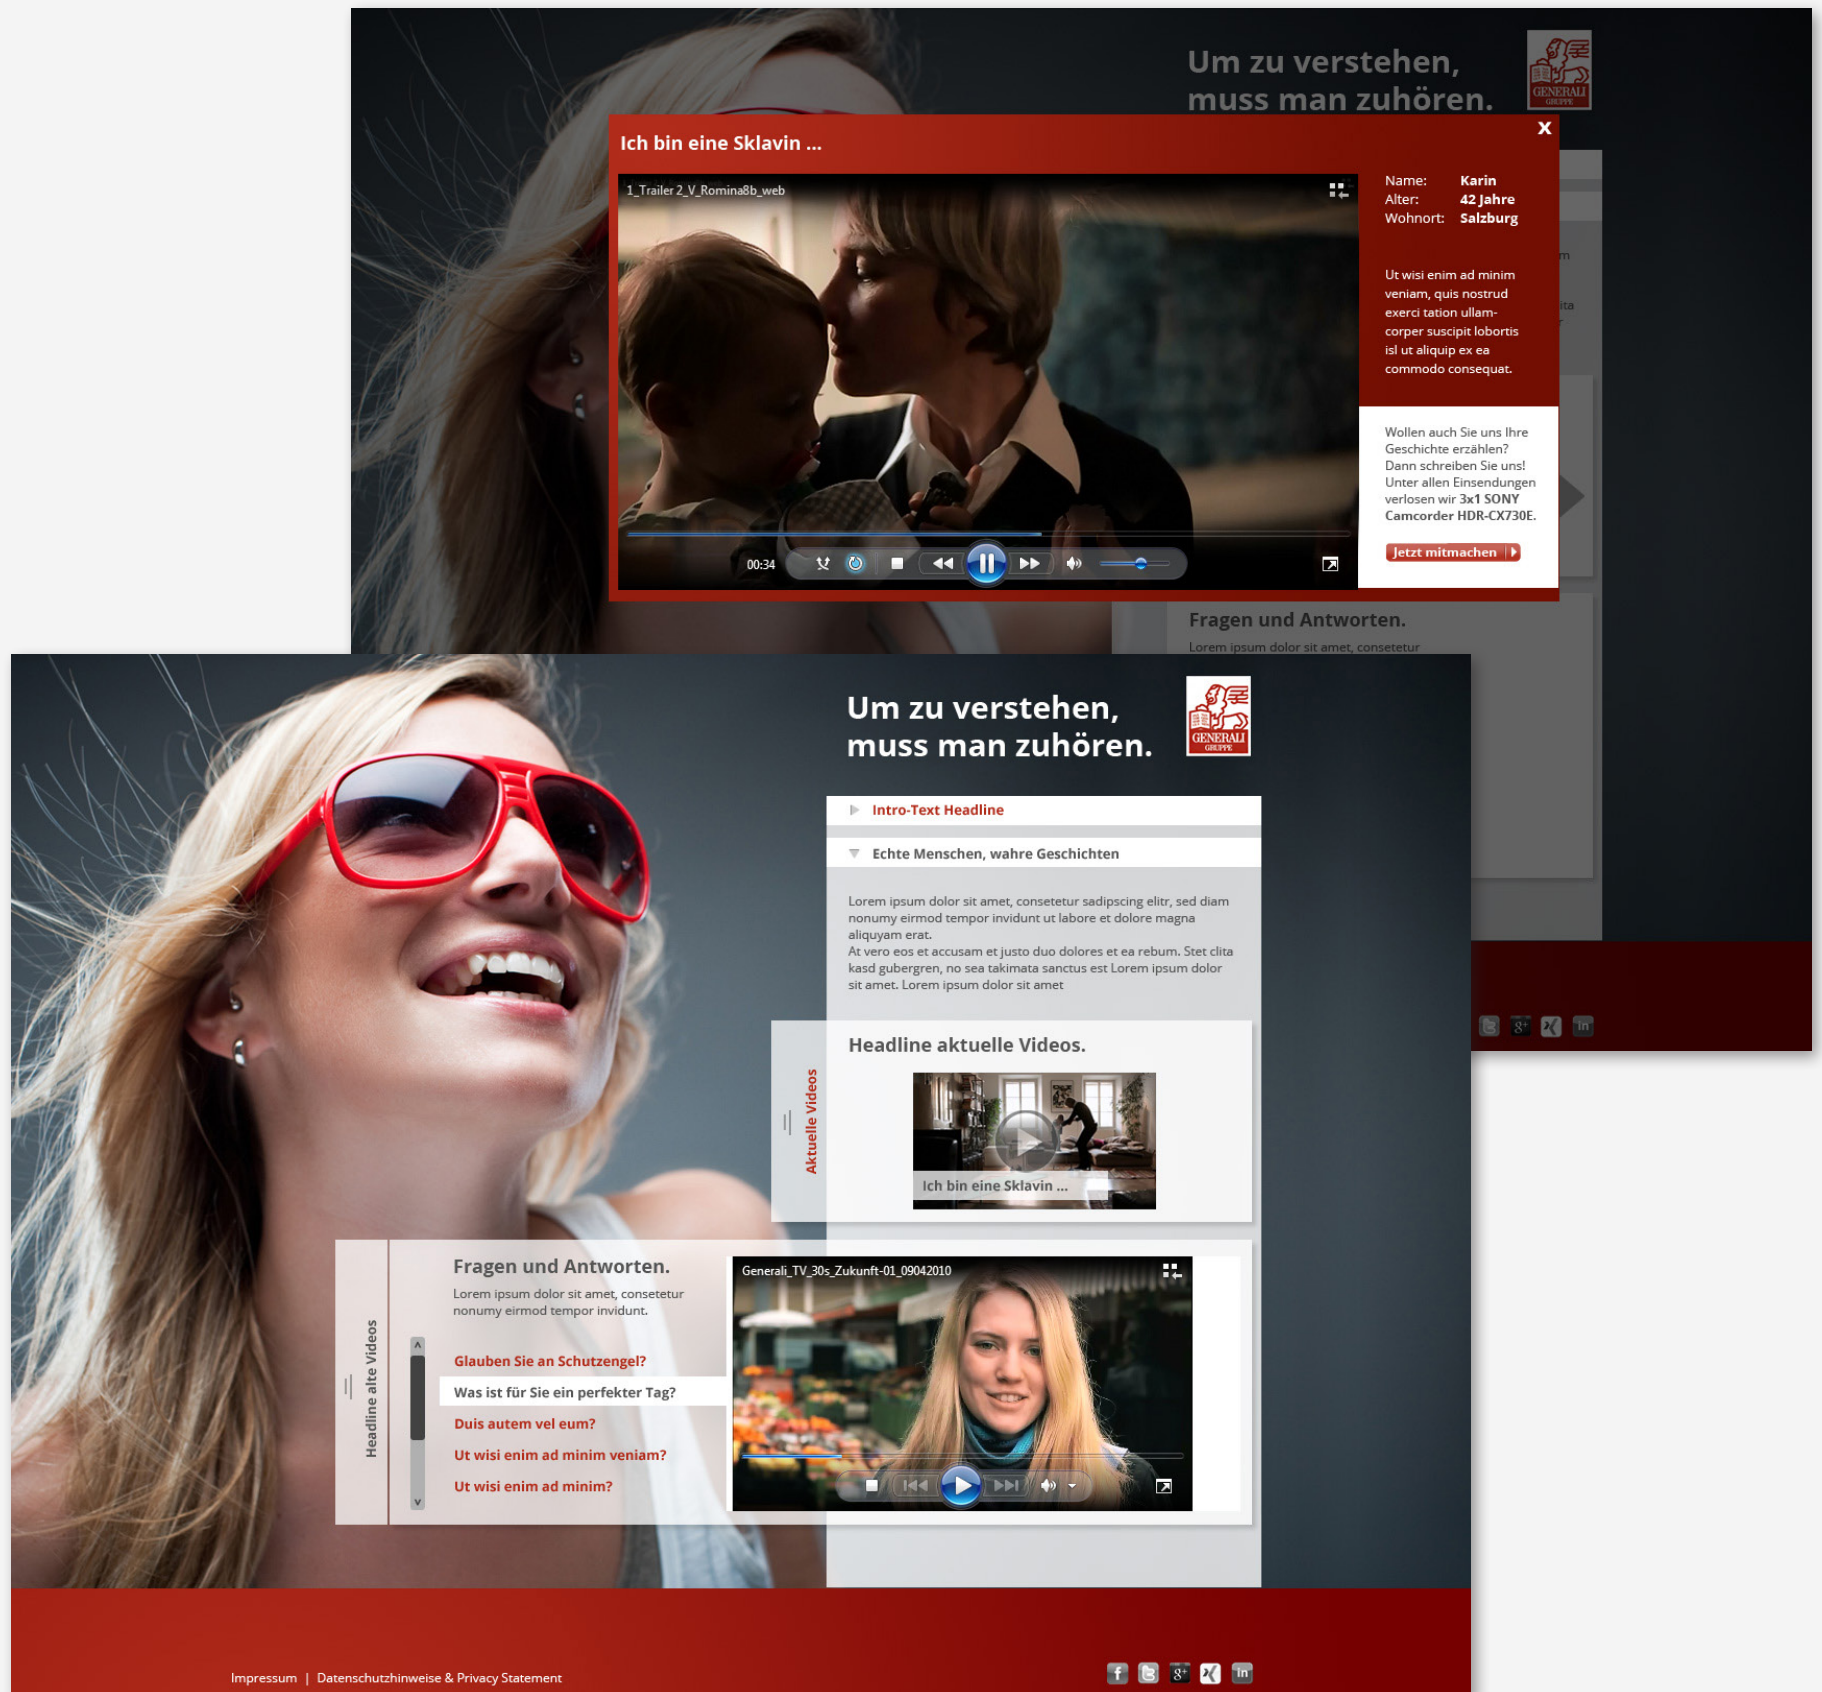 Um zu verstehen,
muss man zuhören.
GENERALI
GRUPPE
X
Ich bin eine Sklavin ...
1_Trailer 2_V_Romina8b_web
Name: Karin
Alter: 42 Jahre
Wohnort: Salzburg
Ut wisi enim ad minim
veniam, quis nostrud
exerci tation ullam-
corper suscipit lobortis
isl ut aliquip ex ea
commodo consequat.
Wollen auch Sie uns Ihre
Geschichte erzählen?
Dann schreiben Sie uns!
Unter allen Einsendungen
verlosen wir 3x1 SONY
Camcorder HDR-CX730E.
Jetzt mitmachen
00:34
Fragen und Antworten.
Lorem ipsum dolor sit amet, consetetur
Um zu verstehen,
muss man zuhören.
GENERALI
GRUPPE
Intro-Text Headline
Echte Menschen, wahre Geschichten
Lorem ipsum dolor sit amet, consetetur sadipscing elitr, sed diam
nonumy eirmod tempor invidunt ut labore et dolore magna
aliquyam erat.
At vero eos et accusam et justo duo dolores et ea rebum. Stet clita
kasd gubergren, no sea takimata sanctus est Lorem ipsum dolor
sit amet. Lorem ipsum dolor sit amet
Aktuelle Videos
Headline aktuelle Videos.
Ich bin eine Sklavin ...
Headline alte Videos
Fragen und Antworten.
Lorem ipsum dolor sit amet, consetetur
nonumy eirmod tempor invidunt.
Glauben Sie an Schutzengel?
Was ist für Sie ein perfekter Tag?
Duis autem vel eum?
Ut wisi enim ad minim veniam?
Ut wisi enim ad minim?
Generali_TV_30s_Zukunft-01_09042010
Impressum | Datenschutzhinweise & Privacy Statement